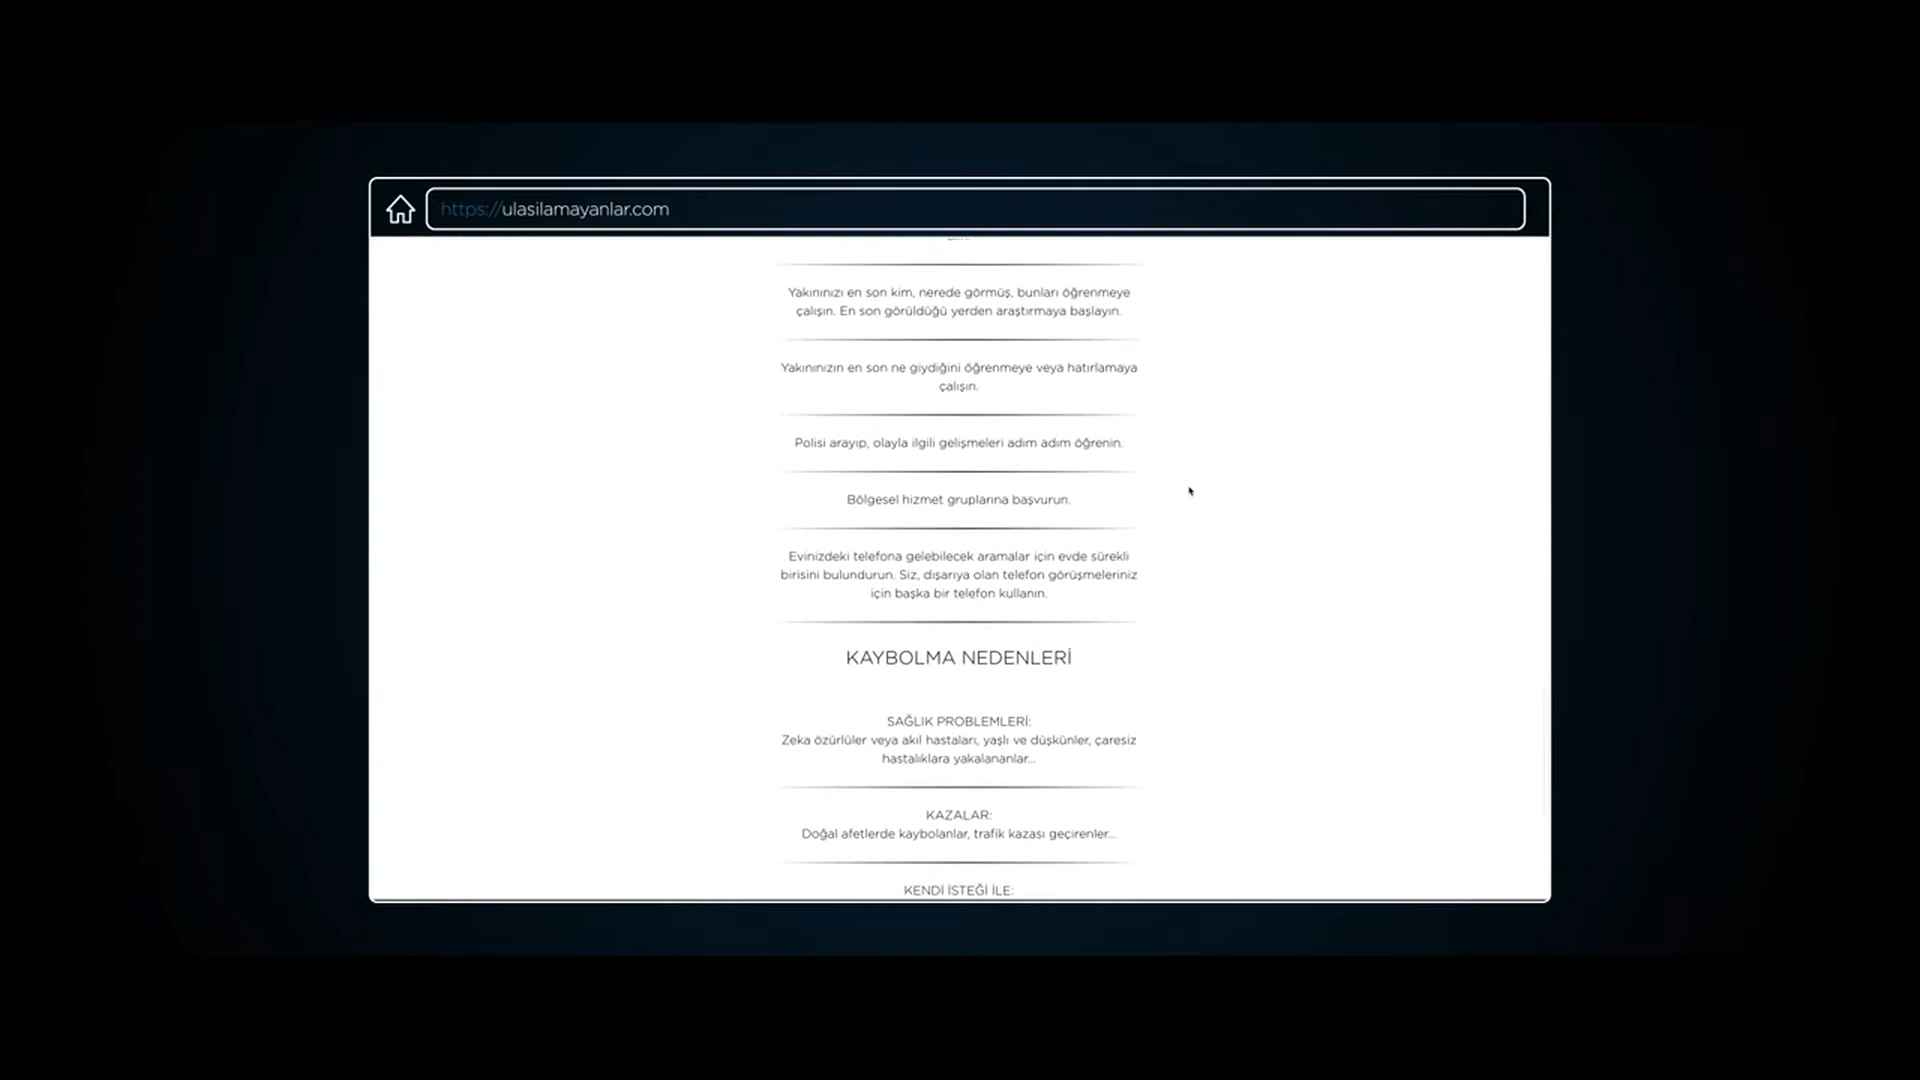 https://ulasilamayanlar.com
Yakınınızı en son kim, nerede görmüş, bunları öğrenmeye
çalışın. En son görüldüğü yerden araştırmaya başlayın.
Yakınınızın en son ne giydiğini öğrenmeye veya hatırlamaya
çalışın.
Polisi arayıp, olayla ilgili gelişmeleri adım adım öğrenin.
Bölgesel hizmet gruplarına başvurun.
Evinizdeki telefona gelebilecek aramalar için evde sürekli
birisini bulundurun. Siz, dışarıya olan telefon görüşmeleriniz
için başka bir telefon kullanın.
KAYBOLMA NEDENLERİ
SAĞLIK PROBLEMLERİ:
Zeka özürlüler veya akıl hastaları, yaşlı ve düşkünler, çaresiz
hastalıklara yakalananlar...
KAZALAR:
Doğal afetlerde kaybolanlar, trafik kazası geçirenler...
KENDİ İSTEĞİ İLE: